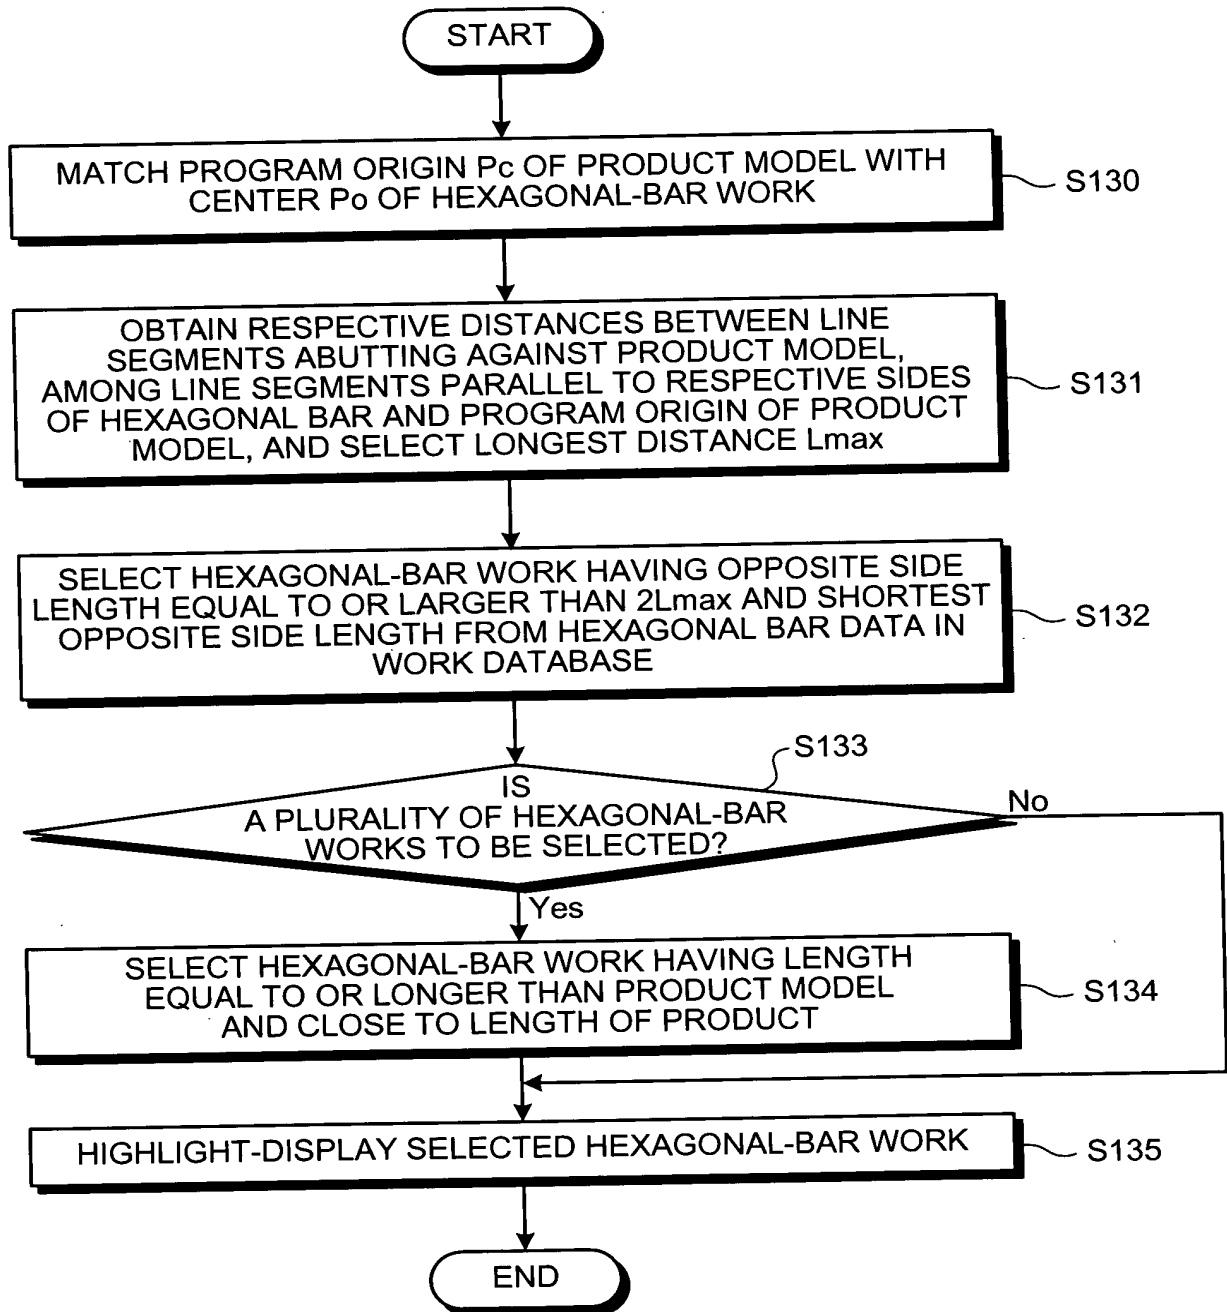 START
MATCH PROGRAM ORIGIN Pc OF PRODUCT MODEL WITH
CENTER Po OF HEXAGONAL-BAR WORK
S130
OBTAIN RESPECTIVE DISTANCES BETWEEN LINE
SEGMENTS ABUTTING AGAINST PRODUCT MODEL,
AMONG LINE SEGMENTS PARALLEL TO RESPECTIVE SIDES
OF HEXAGONAL BAR AND PROGRAM ORIGIN OF PRODUCT
MODEL, AND SELECT LONGEST DISTANCE Lmax
S131
SELECT HEXAGONAL-BAR WORK HAVING OPPOSITE SIDE
LENGTH EQUAL TO OR LARGER THAN 2Lmax AND SHORTEST
OPPOSITE SIDE LENGTH FROM HEXAGONAL BAR DATA IN
WORK DATABASE
S132
S133
IS
A PLURALITY OF HEXAGONAL-BAR
WORKS TO BE SELECTED?
No
Yes
SELECT HEXAGONAL-BAR WORK HAVING LENGTH
EQUAL TO OR LONGER THAN PRODUCT MODEL
AND CLOSE TO LENGTH OF PRODUCT
S134
HIGHLIGHT-DISPLAY SELECTED HEXAGONAL-BAR WORK
S135
END